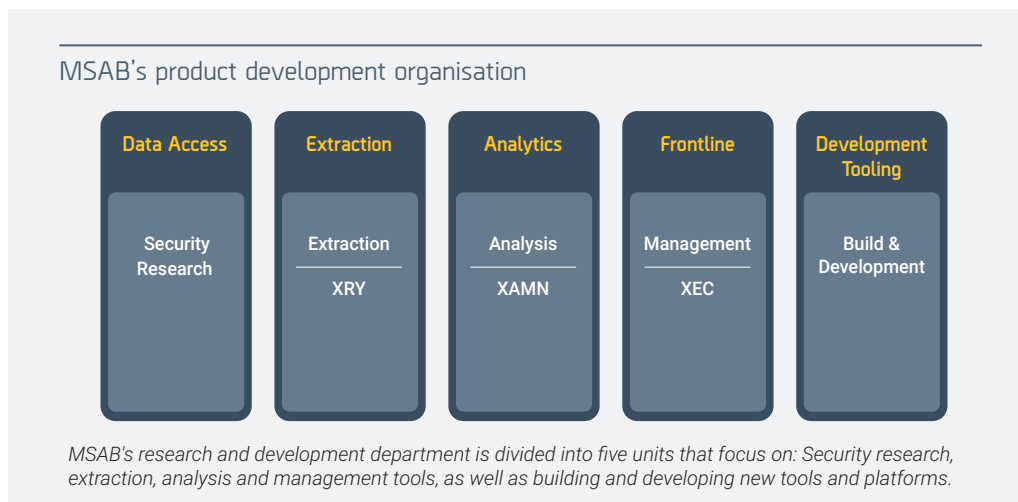 MSAB's product development organisation
Data Access
Security
Research
Extraction
Extraction
XRY
Analytics
Analysis
XAMN
Frontline
Management
XEC
Development
Tooling
Build &
Development
MSAB's research and development department is divided into five units that focus on: Security research,
extraction, analysis and management tools, as well as building and developing new tools and platforms.